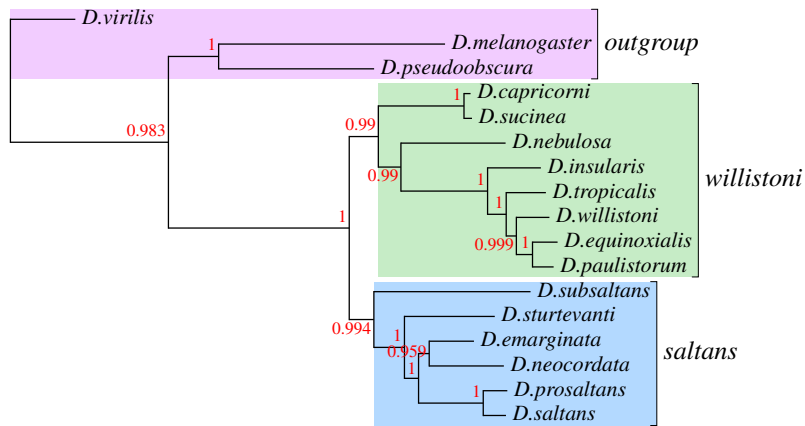 D.virilis
1
D.melanogaster
outgroup
D.pseudoobscura
0.983
1
D.capricorni
D.sucinea
0.99
D.nebulosa
0.99
1
D.insularis
willistoni
1
D.tropicalis
D.willistoni
0.999
1
D.equinoxialis
D.paulistorum
1
D.subsaltans
0.994
1
D.sturtevanti
0.959
D.emarginata
saltans
1
D.neocordata
1
D.prosaltans
D.saltans